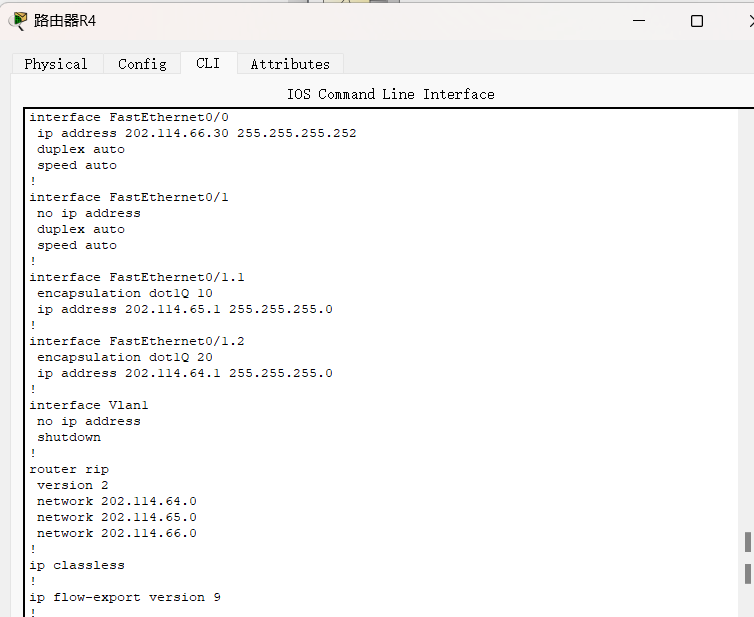 路由器R4
Physical Config CLI Attributes
IOS Command Line Interface
interface FastEthernet0/0
ip address 202.114.66.30 255.255.255.252
duplex auto
speed auto
!
interface FastEthernet0/1
no ip address
duplex auto
speed auto
!
interface FastEthernet0/1.1
encapsulation dot1Q 10
ip address 202.114.65.1 255.255.255.0
!
interface FastEthernet0/1.2
encapsulation dot1Q 20
ip address 202.114.64.1 255.255.255.0
!
interface Vlan1
no ip address
shutdown
!
router rip
version 2
network 202.114.64.0
network 202.114.65.0
network 202.114.66.0
!
ip classless
!
ip flow-export version 9
!